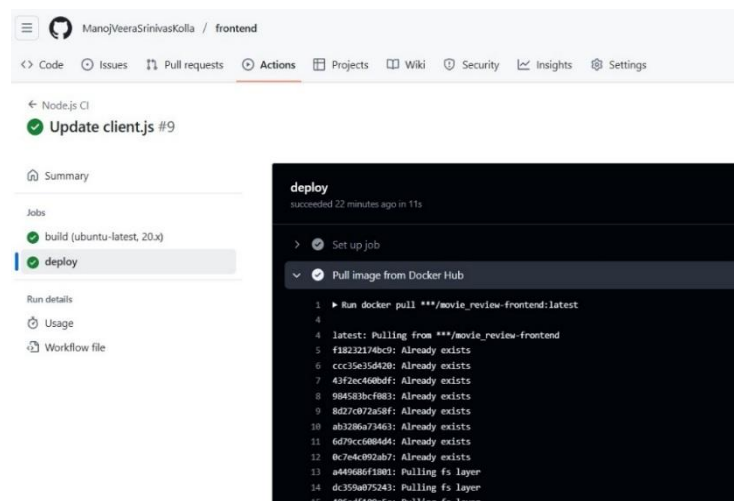 ManojVeeraSrinivasKolla / frontend
Code Issues Pull requests Actions Projects Wiki Security Insights Settings
← Node.js CI
Update client.js #9
Summary
Jobs
build (ubuntu-latest, 20.x)
deploy
Run details
Usage
Workflow file
deploy
succeeded 22 minutes ago in 11s
Set up job
Pull image from Docker Hub
1 ▶ Run docker pull ***/movie_review-frontend:latest
4
4 latest: Pulling from ***/movie_review-frontend
5 f18232174bc9: Already exists
6 ccc35e35d420: Already exists
7 43f2ec460bdf: Already exists
8 984583bcf083: Already exists
9 8d27c072a58f: Already exists
10 ab3286a73463: Already exists
11 6d79cc6084d4: Already exists
12 0c7e4c092ab7: Already exists
13 a449686f1801: Pulling fs layer
14 dc359a075243: Pulling fs layer